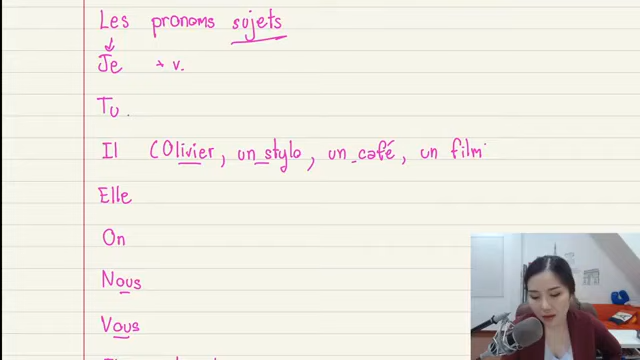 Les pronoms sujets
Je + v.
Tu
Il (Olivier, un stylo, un café, un film
Elle
On
Nous
Vous